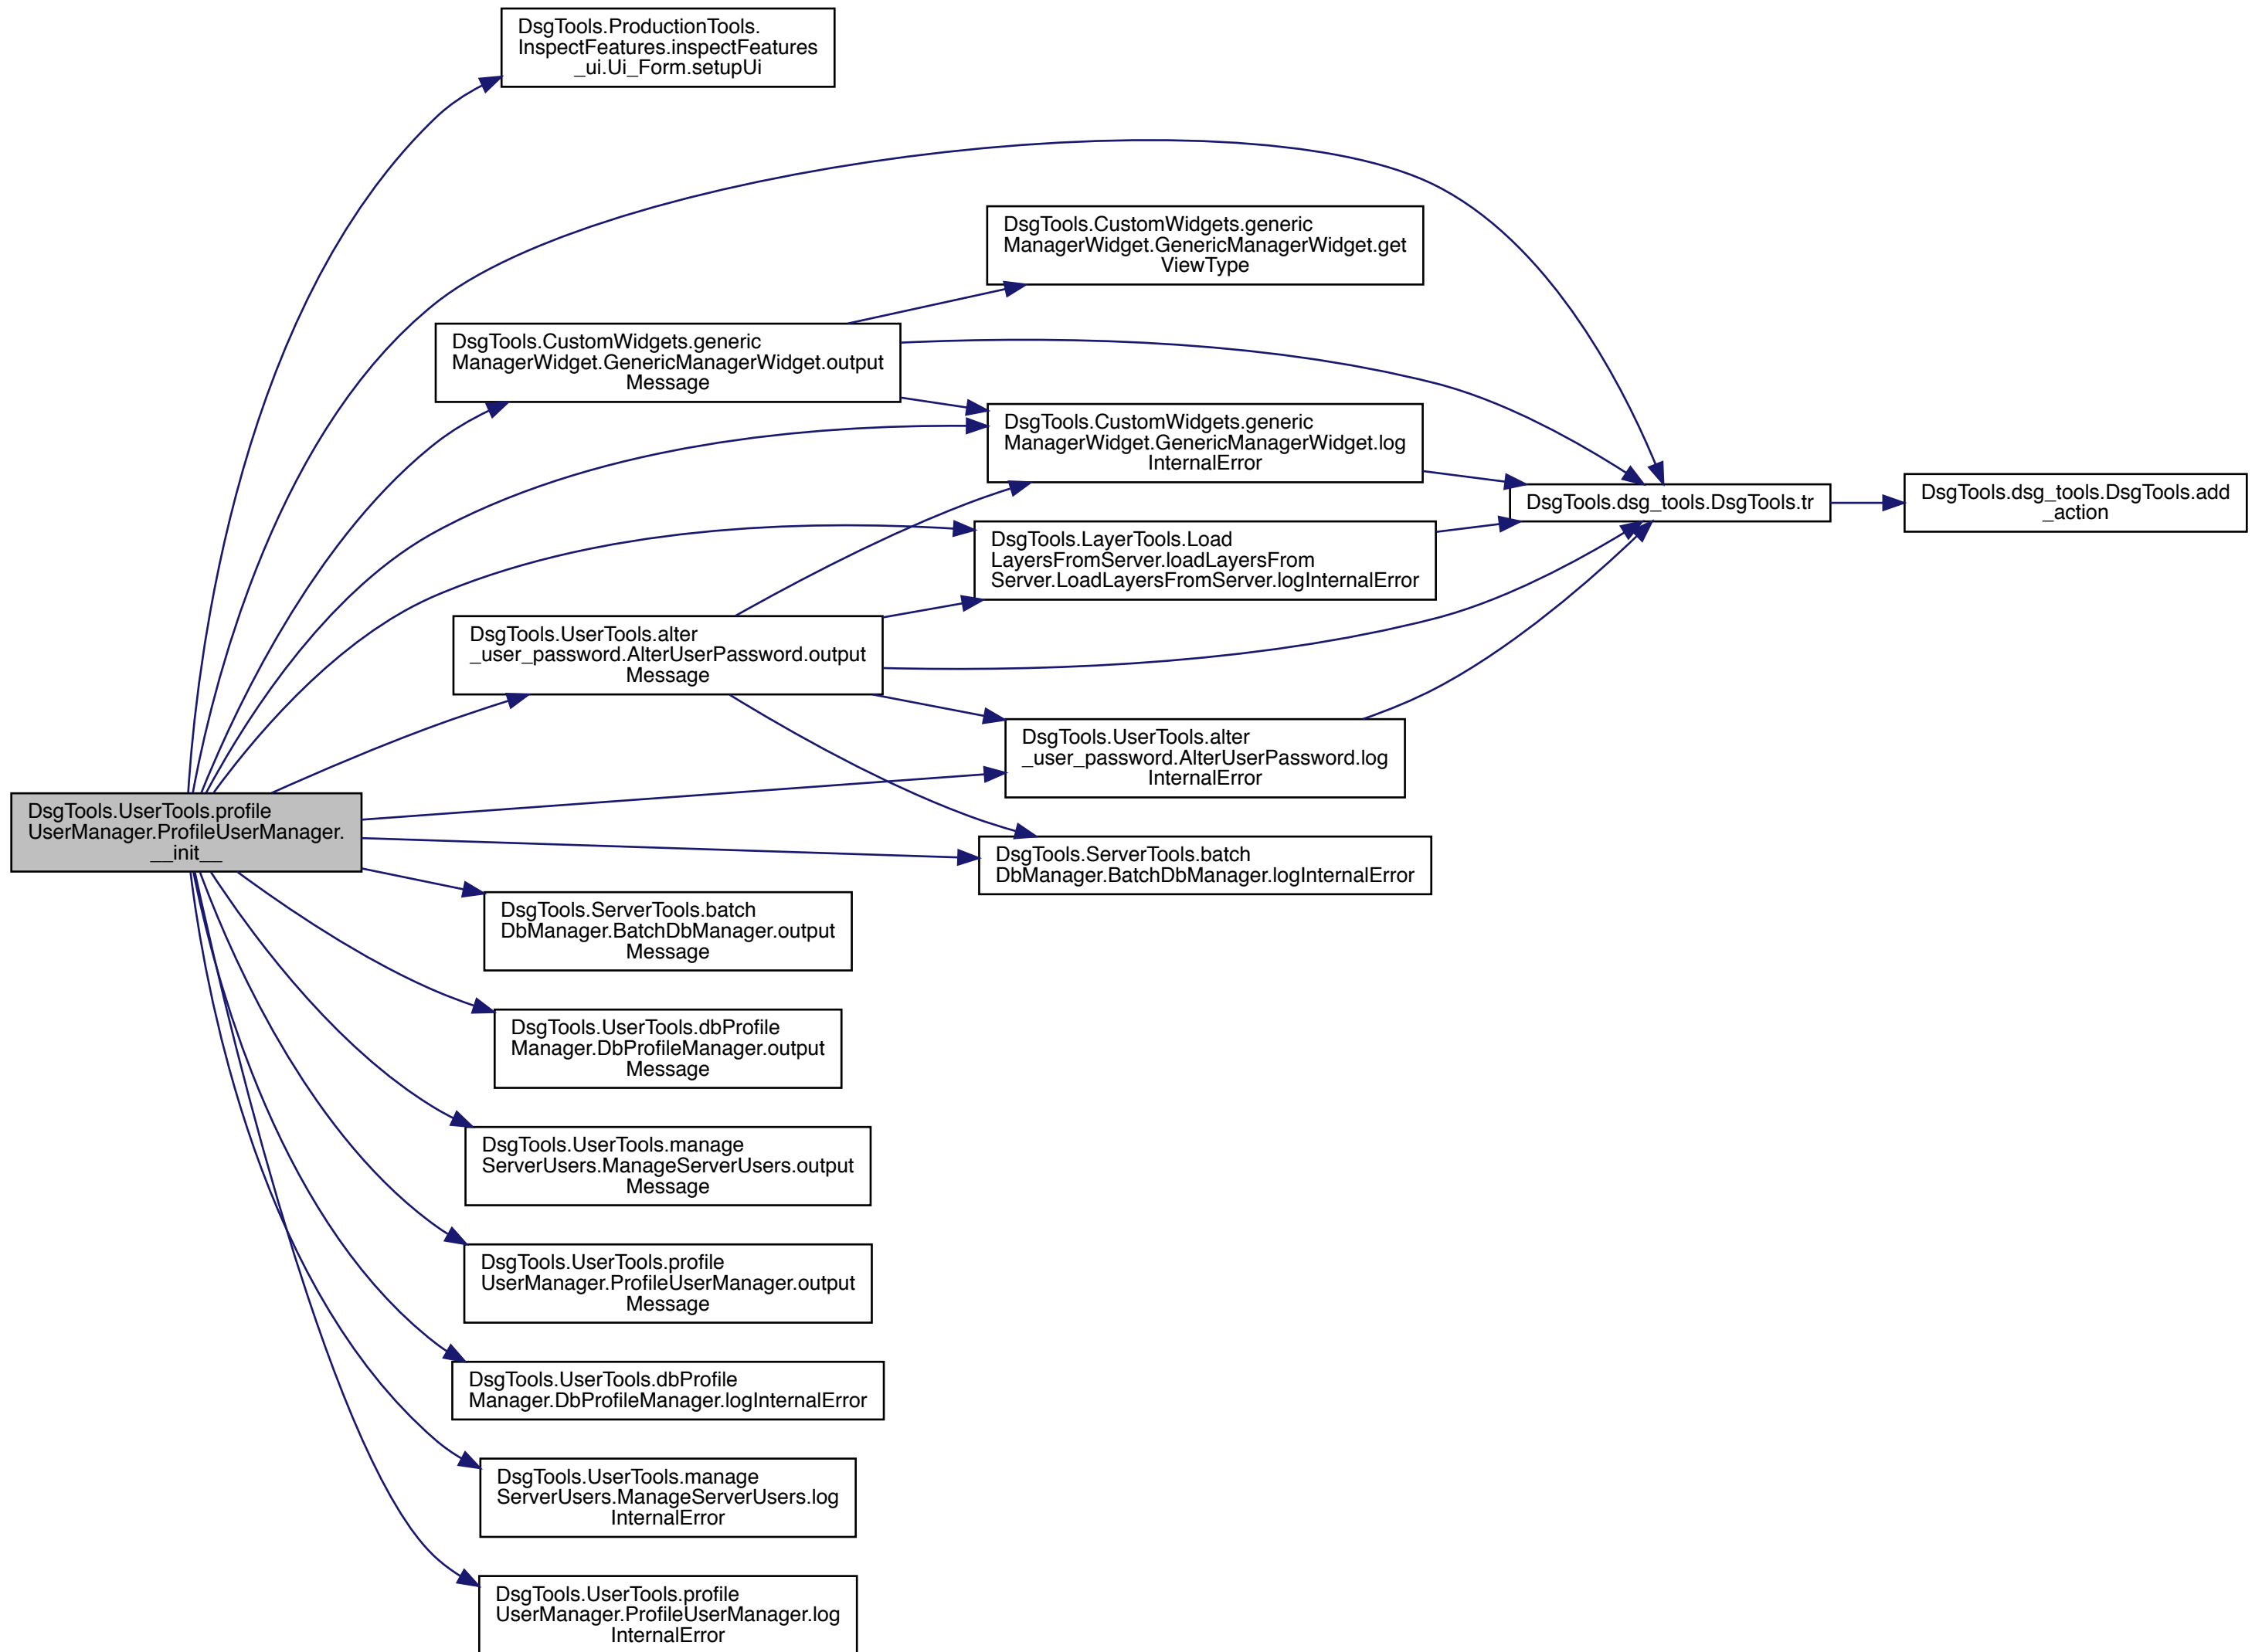 DsgTools.ProductionTools.
InspectFeatures.inspectFeatures
_ui.Ui_Form.setupUi
DsgTools.CustomWidgets.generic
ManagerWidget.GenericManagerWidget.get
ViewType
DsgTools.CustomWidgets.generic
ManagerWidget.GenericManagerWidget.output
Message
DsgTools.CustomWidgets.generic
ManagerWidget.GenericManagerWidget.log
InternalError
DsgTools.dsg_tools.DsgTools.tr
DsgTools.dsg_tools.DsgTools.add
_action
DsgTools.LayerTools.Load
LayersFromServer.loadLayersFrom
Server.LoadLayersFromServer.logInternalError
DsgTools.UserTools.alter
_user_password.AlterUserPassword.output
Message
DsgTools.UserTools.alter
_user_password.AlterUserPassword.log
InternalError
DsgTools.UserTools.profile
UserManager.ProfileUserManager.
__init__
DsgTools.ServerTools.batch
DbManager.BatchDbManager.logInternalError
DsgTools.ServerTools.batch
DbManager.BatchDbManager.output
Message
DsgTools.UserTools.dbProfile
Manager.DbProfileManager.output
Message
DsgTools.UserTools.manage
ServerUsers.ManageServerUsers.output
Message
DsgTools.UserTools.profile
UserManager.ProfileUserManager.output
Message
DsgTools.UserTools.dbProfile
Manager.DbProfileManager.logInternalError
DsgTools.UserTools.manage
ServerUsers.ManageServerUsers.log
InternalError
DsgTools.UserTools.profile
UserManager.ProfileUserManager.log
InternalError